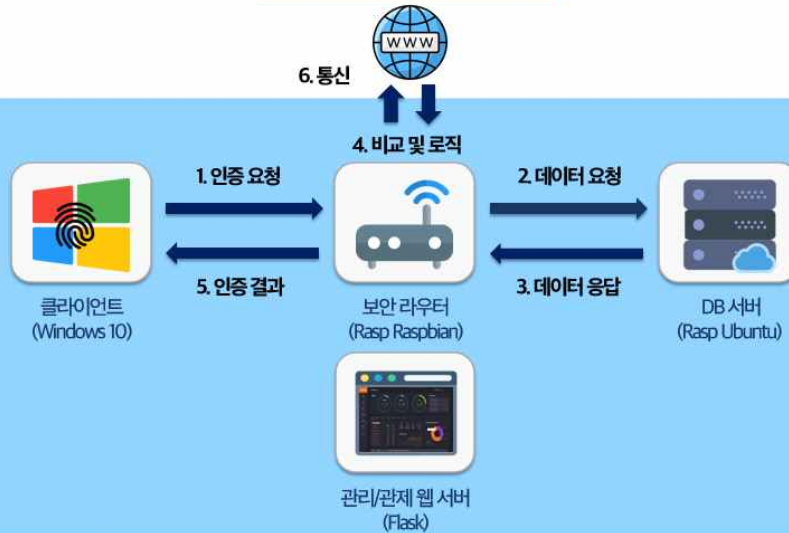 WWW
6. 통신
4. 비교 및 로직
1. 인증 요청
2. 데이터 요청
5. 인증 결과
3. 데이터 응답
클라이언트
(Windows 10)
보안 라우터
(Rasp Raspbian)
DB 서버
(Rasp Ubuntu)
관리/관제 웹 서버
(Flask)